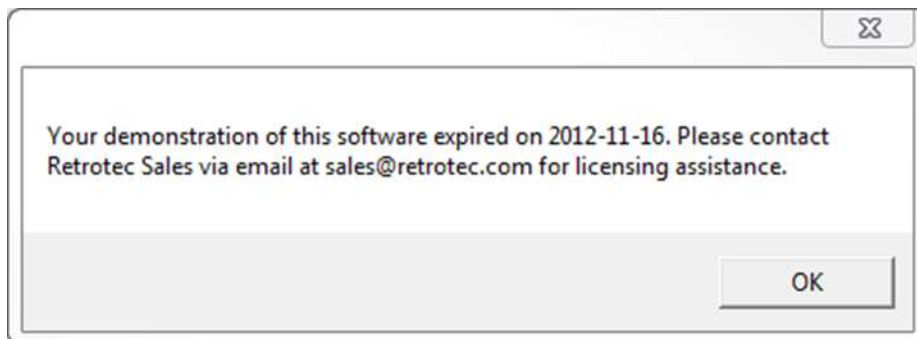 Your demonstration of this software expired on 2012-11-16. Please contact
Retrotec Sales via email at sales@retrotec.com for licensing assistance.
OK